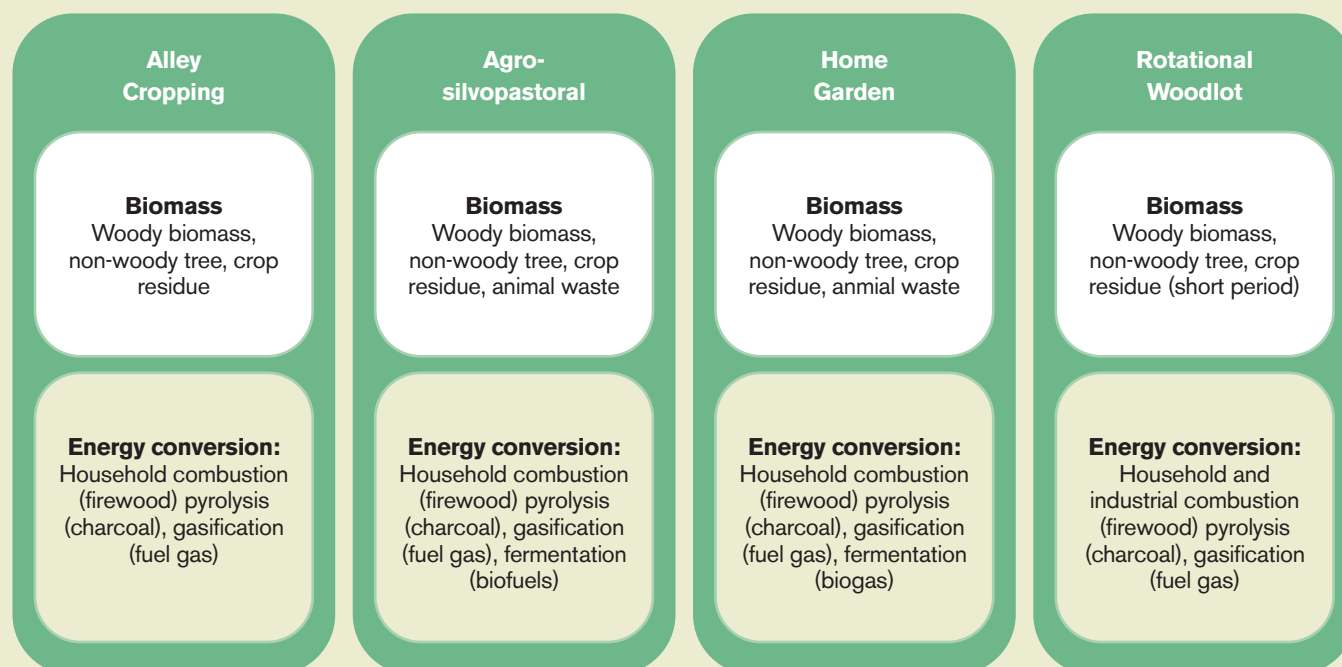 Alley
Cropping
Biomass
Woody biomass,
non-woody tree, crop
residue
Energy conversion:
Household combustion
(firewood) pyrolysis
(charcoal), gasification
(fuel gas)
Agro-
silvopastoral
Biomass
Woody biomass,
non-woody tree, crop
residue, animal waste
Energy conversion:
Household combustion
(firewood) pyrolysis
(charcoal), gasification
(fuel gas), fermentation
(biofuels)
Home
Garden
Biomass
Woody biomass,
non-woody tree, crop
residue, anmial waste
Energy conversion:
Household combustion
(firewood) pyrolysis
(charcoal), gasification
(fuel gas), fermentation
(biogas)
Rotational
Woodlot
Biomass
Woody biomass,
non-woody tree, crop
residue (short period)
Energy conversion:
Household and
industrial combustion
(firewood) pyrolysis
(charcoal), gasification
(fuel gas)